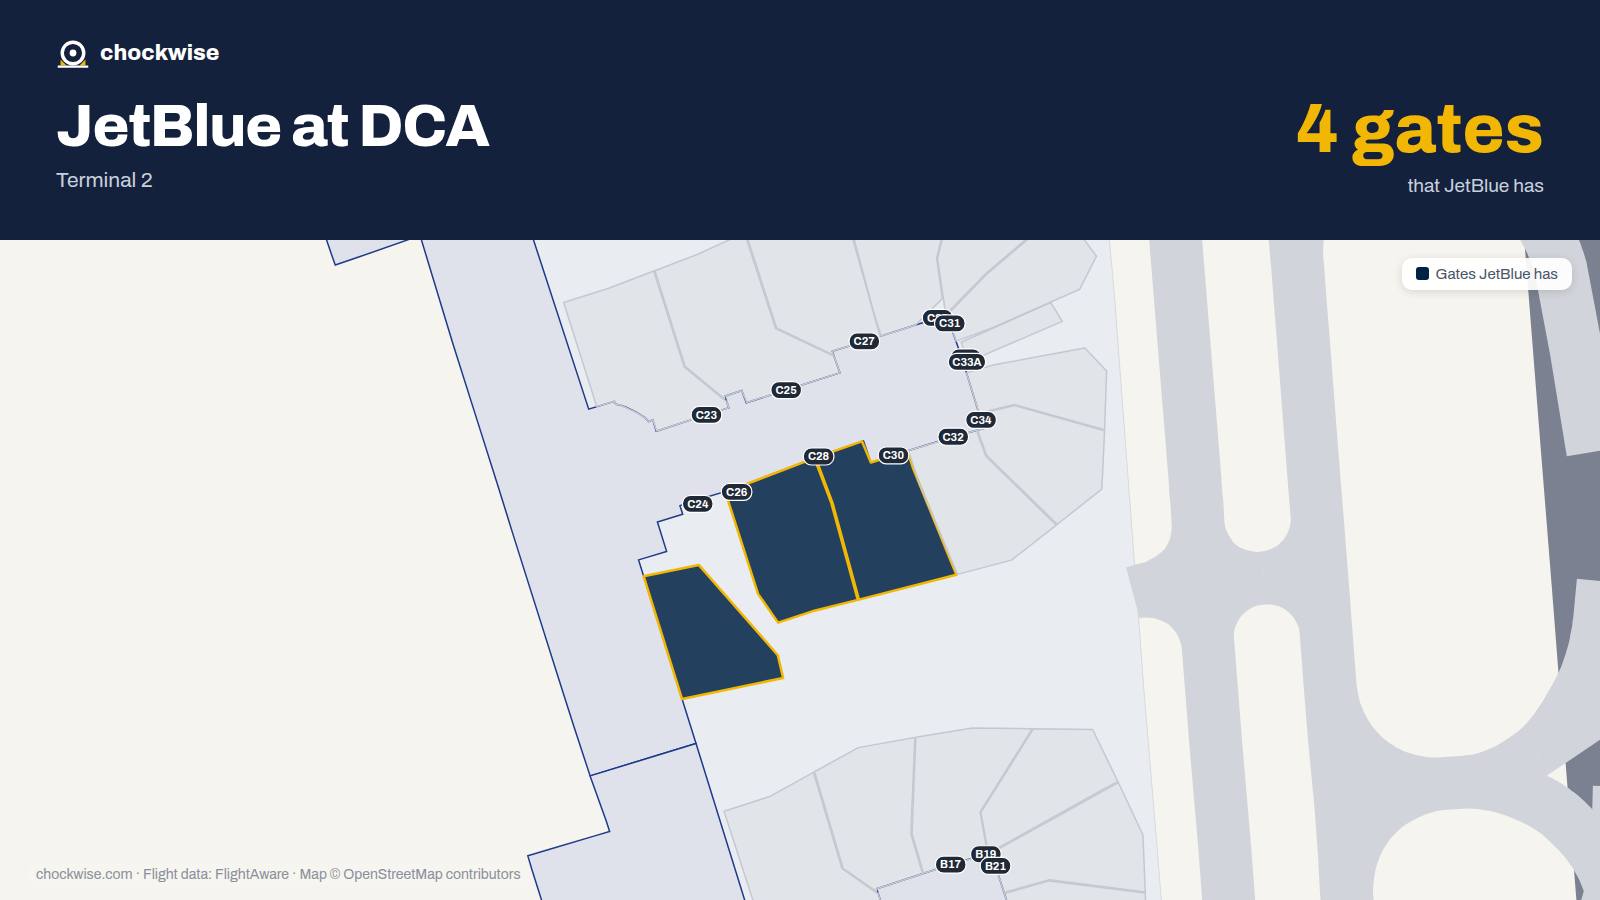 chockwise
JetBlue at DCA
Terminal 2
4 gates
that JetBlue has
Gates JetBlue has
C31
C27
C33A
C25
C23
C34
C32
C28
C30
C26
C24
B19
B17
B21
chockwise.com · Flight data: FlightAware · Map © OpenStreetMap contributors